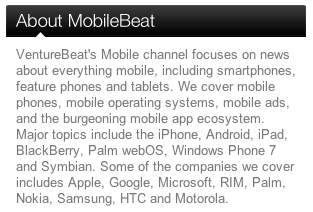 About MobileBeat
VentureBeat's Mobile channel focuses on news
about everything mobile, including smartphones,
feature phones and tablets. We cover mobile
phones, mobile operating systems, mobile ads,
and the burgeoning mobile app ecosystem.
Major topics include the iPhone, Android, iPad,
BlackBerry, Palm webOS, Windows Phone 7
and Symbian. Some of the companies we cover
includes Apple, Google, Microsoft, RIM, Palm,
Nokia, Samsung, HTC and Motorola.